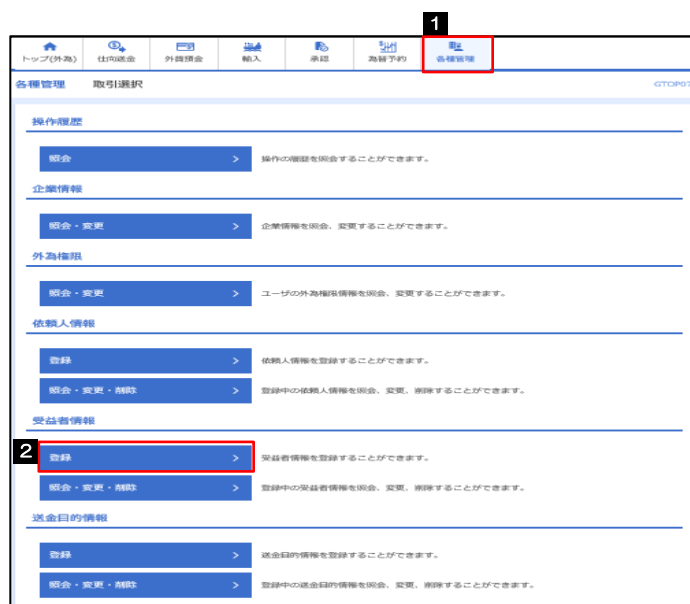 1
トップ(外為) 仕向送金 外貨預金 輸入 承認 為替予約 各種管理
各種管理 取引選択 GTOP07
操作履歴
照会 > 操作の履歴を照会することができます。
企業情報
照会・変更 > 企業情報を照会、変更することができます。
外為権限
照会・変更 > ユーザの外為権限情報を照会、変更することができます。
依頼人情報
登録 > 依頼人情報を登録することができます。
照会・変更・削除 > 登録中の依頼人情報を照会、変更、削除することができます。
受益者情報
2
登録 > 受益者情報を登録することができます。
照会・変更・削除 > 登録中の受益者情報を照会、変更、削除することができます。
送金目的情報
登録 > 送金目的情報を登録することができます。
照会・変更・削除 > 登録中の送金目的情報を照会、変更、削除することができます。